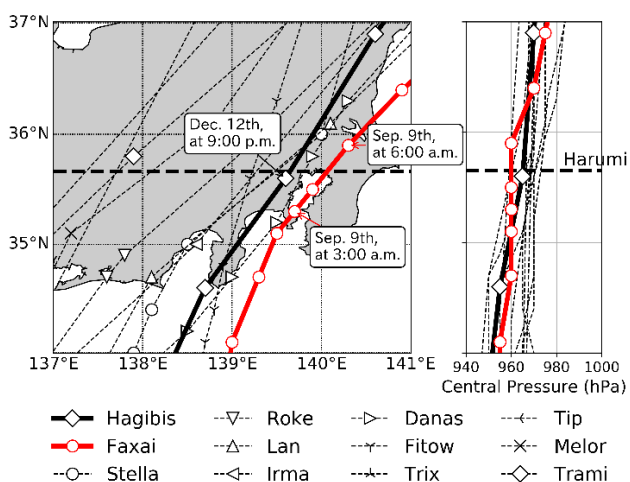 37°N
36°N
35°N
Dec. 12th,
at 9:00 p.m.
Sep. 9th,
at 6:00 a.m.
Sep. 9th,
at 3:00 a.m.
Harumi
137°E 138°E 139°E 140°E 141°E
940 960 980 1000
Central Pressure (hPa)
Hagibis Roke Danas Tip
Faxai Lan Fitow Melor
Stella Irma Trix Trami